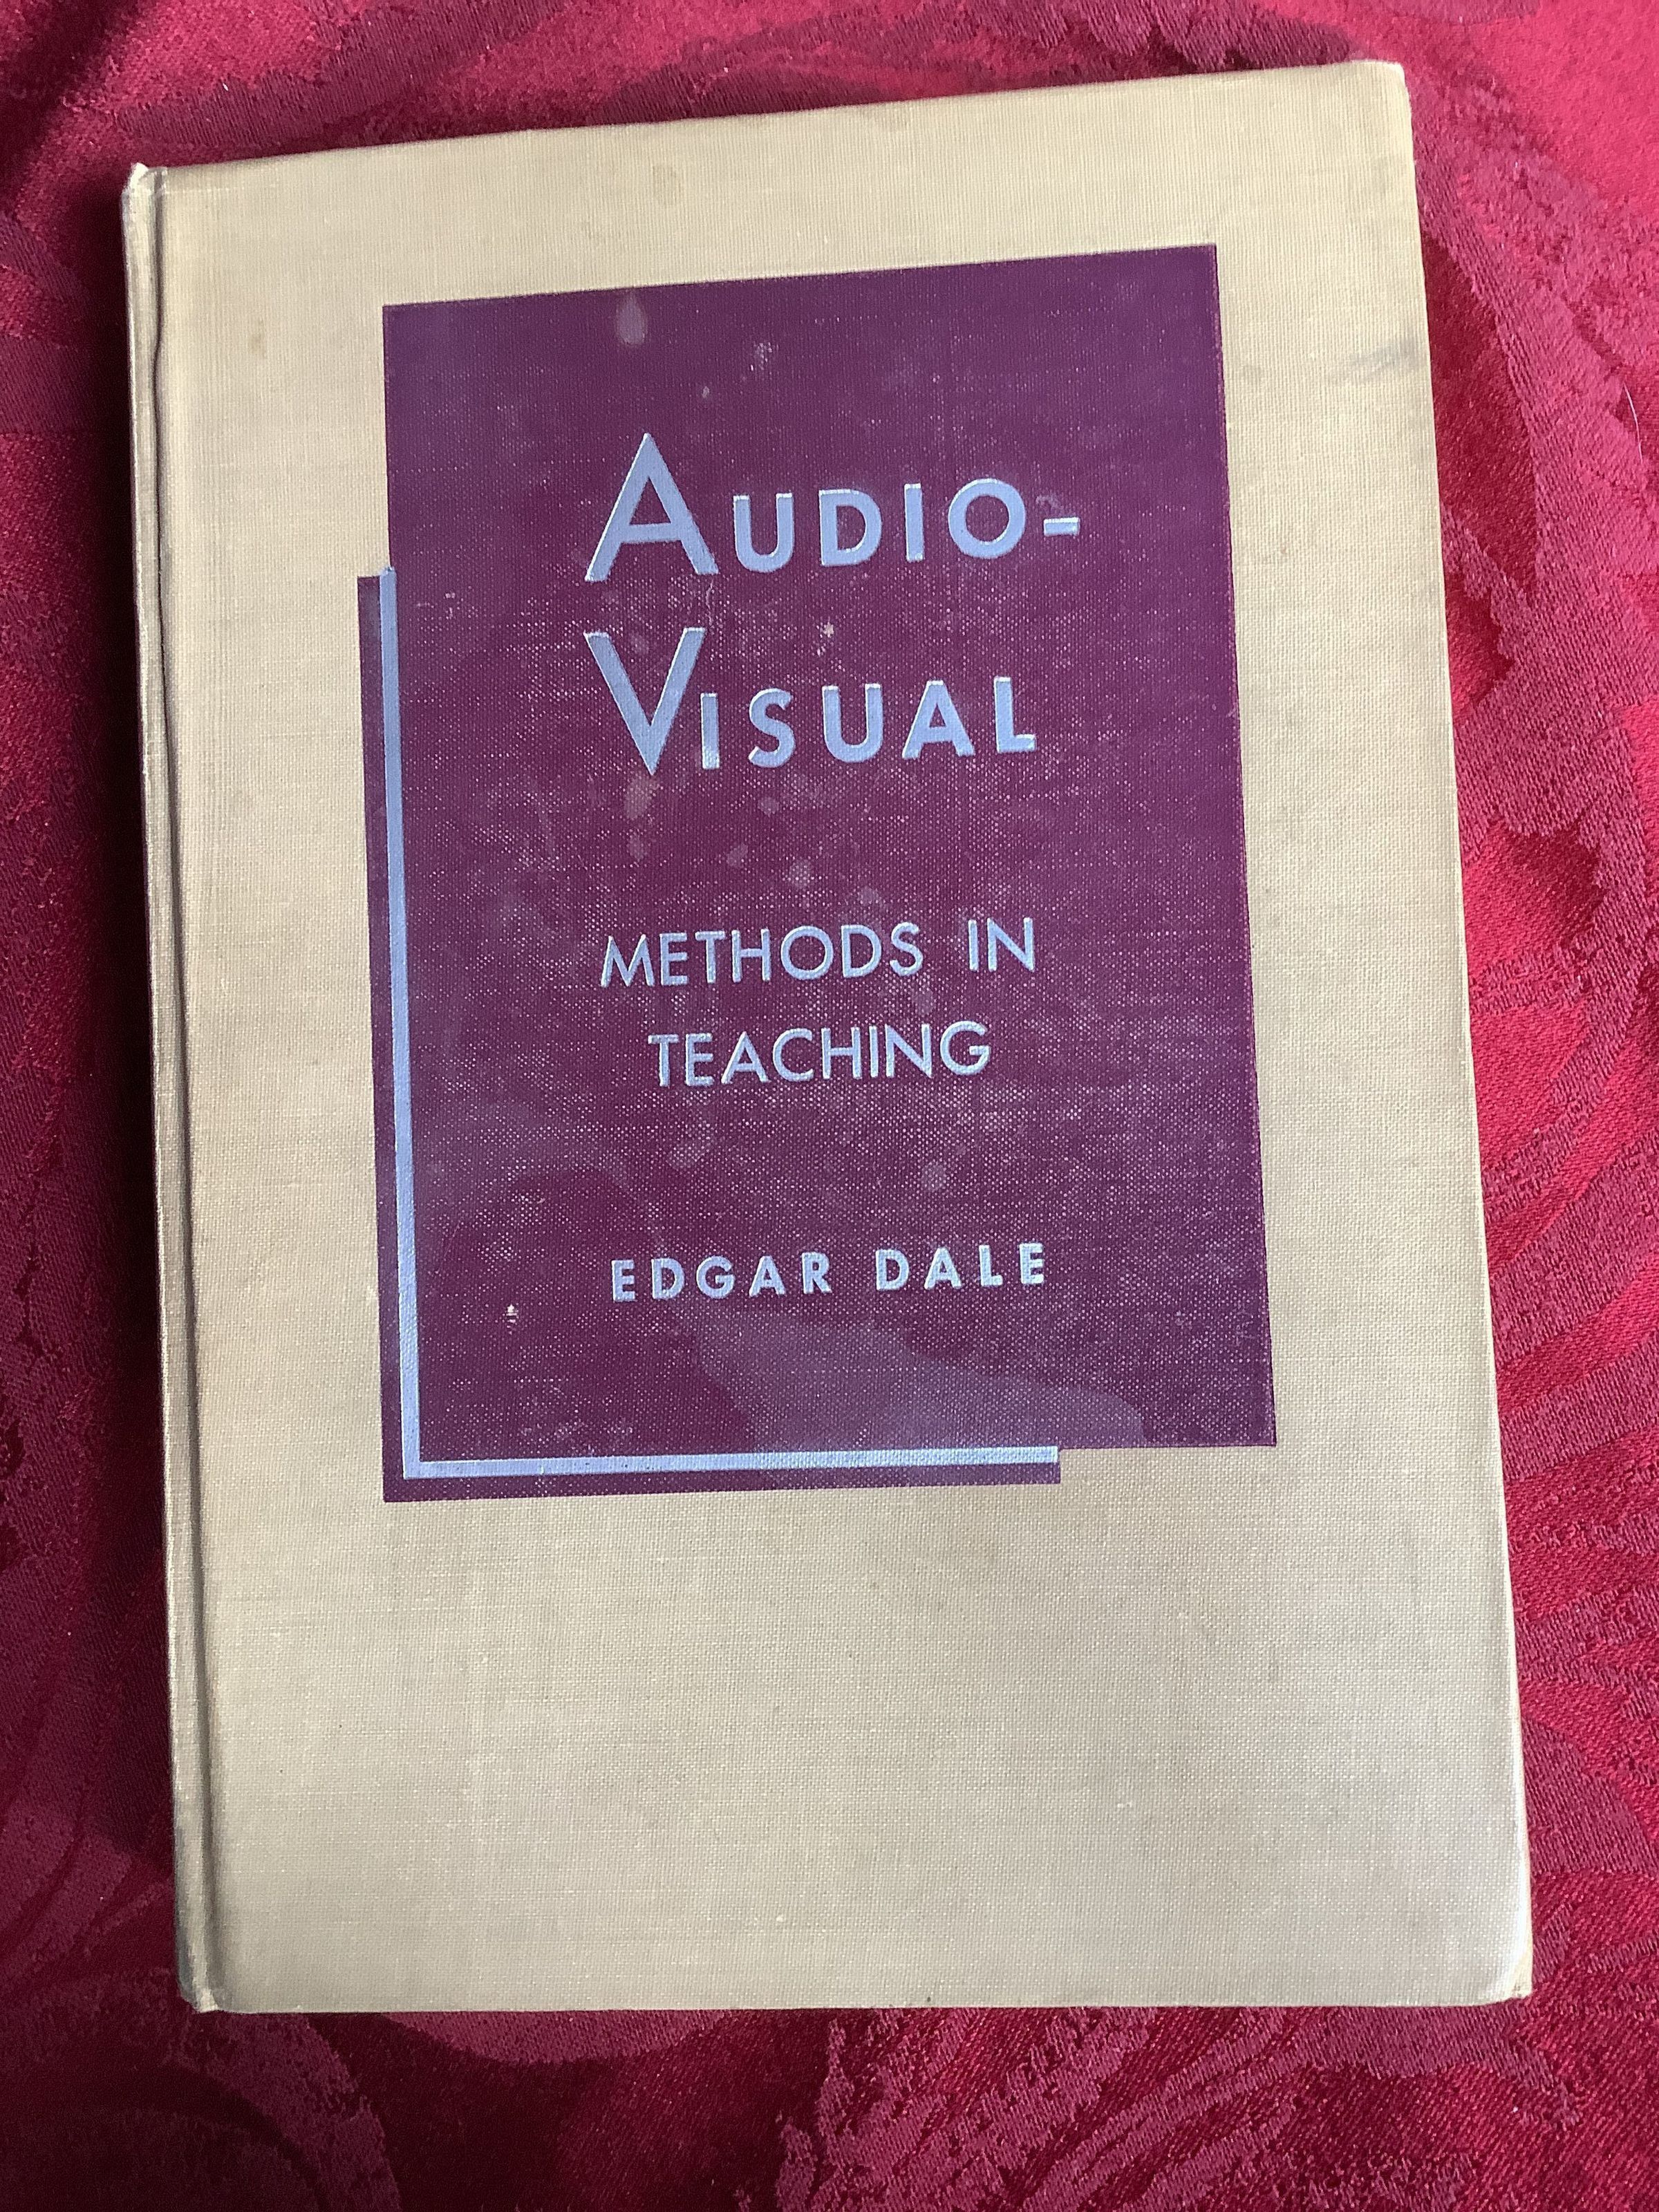 AUDIO-
VISUAL
METHODS IN
TEACHING
EDGAR DALE